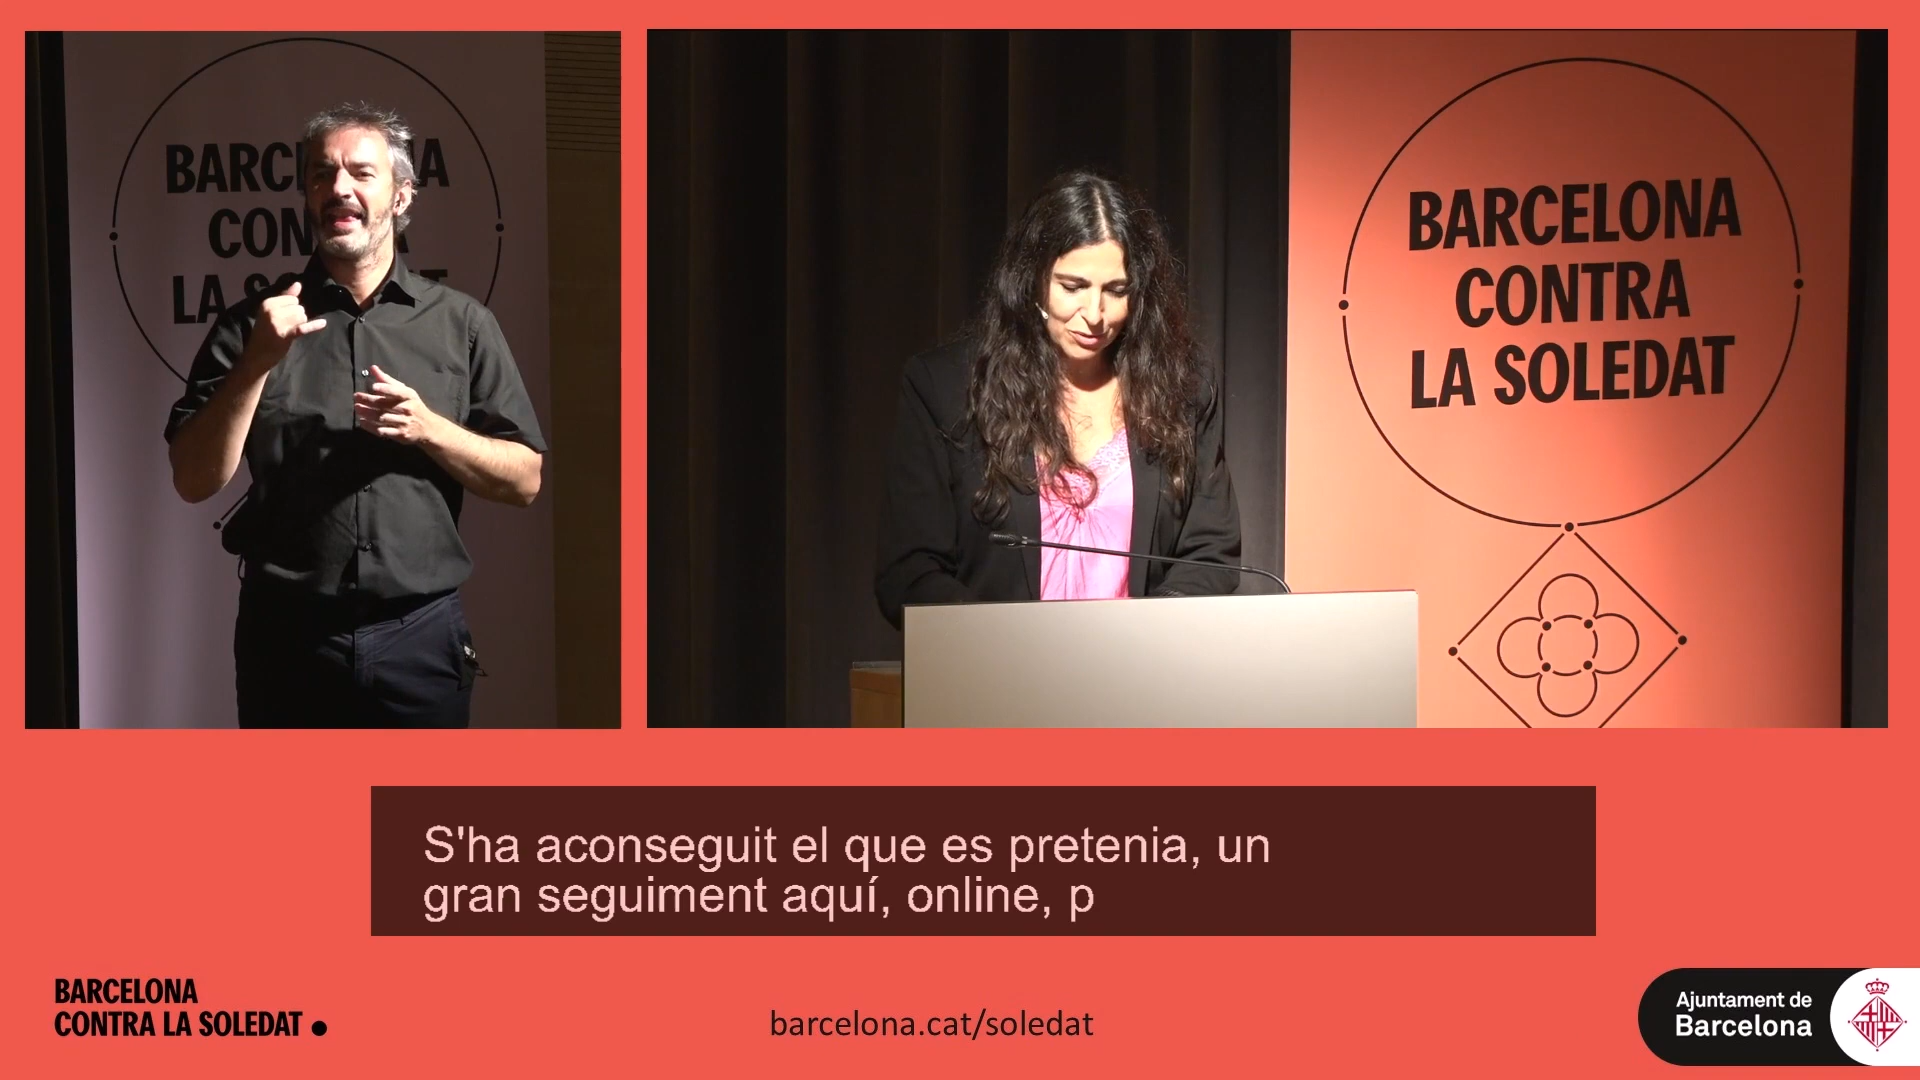 BARCELONA
CONTRA
LA SOLEDAT
S'ha aconseguit el que es pretenia, un
gran seguiment aquí, online, p
BARCELONA
CONTRA LA SOLEDAT
barcelona.cat/soledat
Ajuntament de
Barcelona